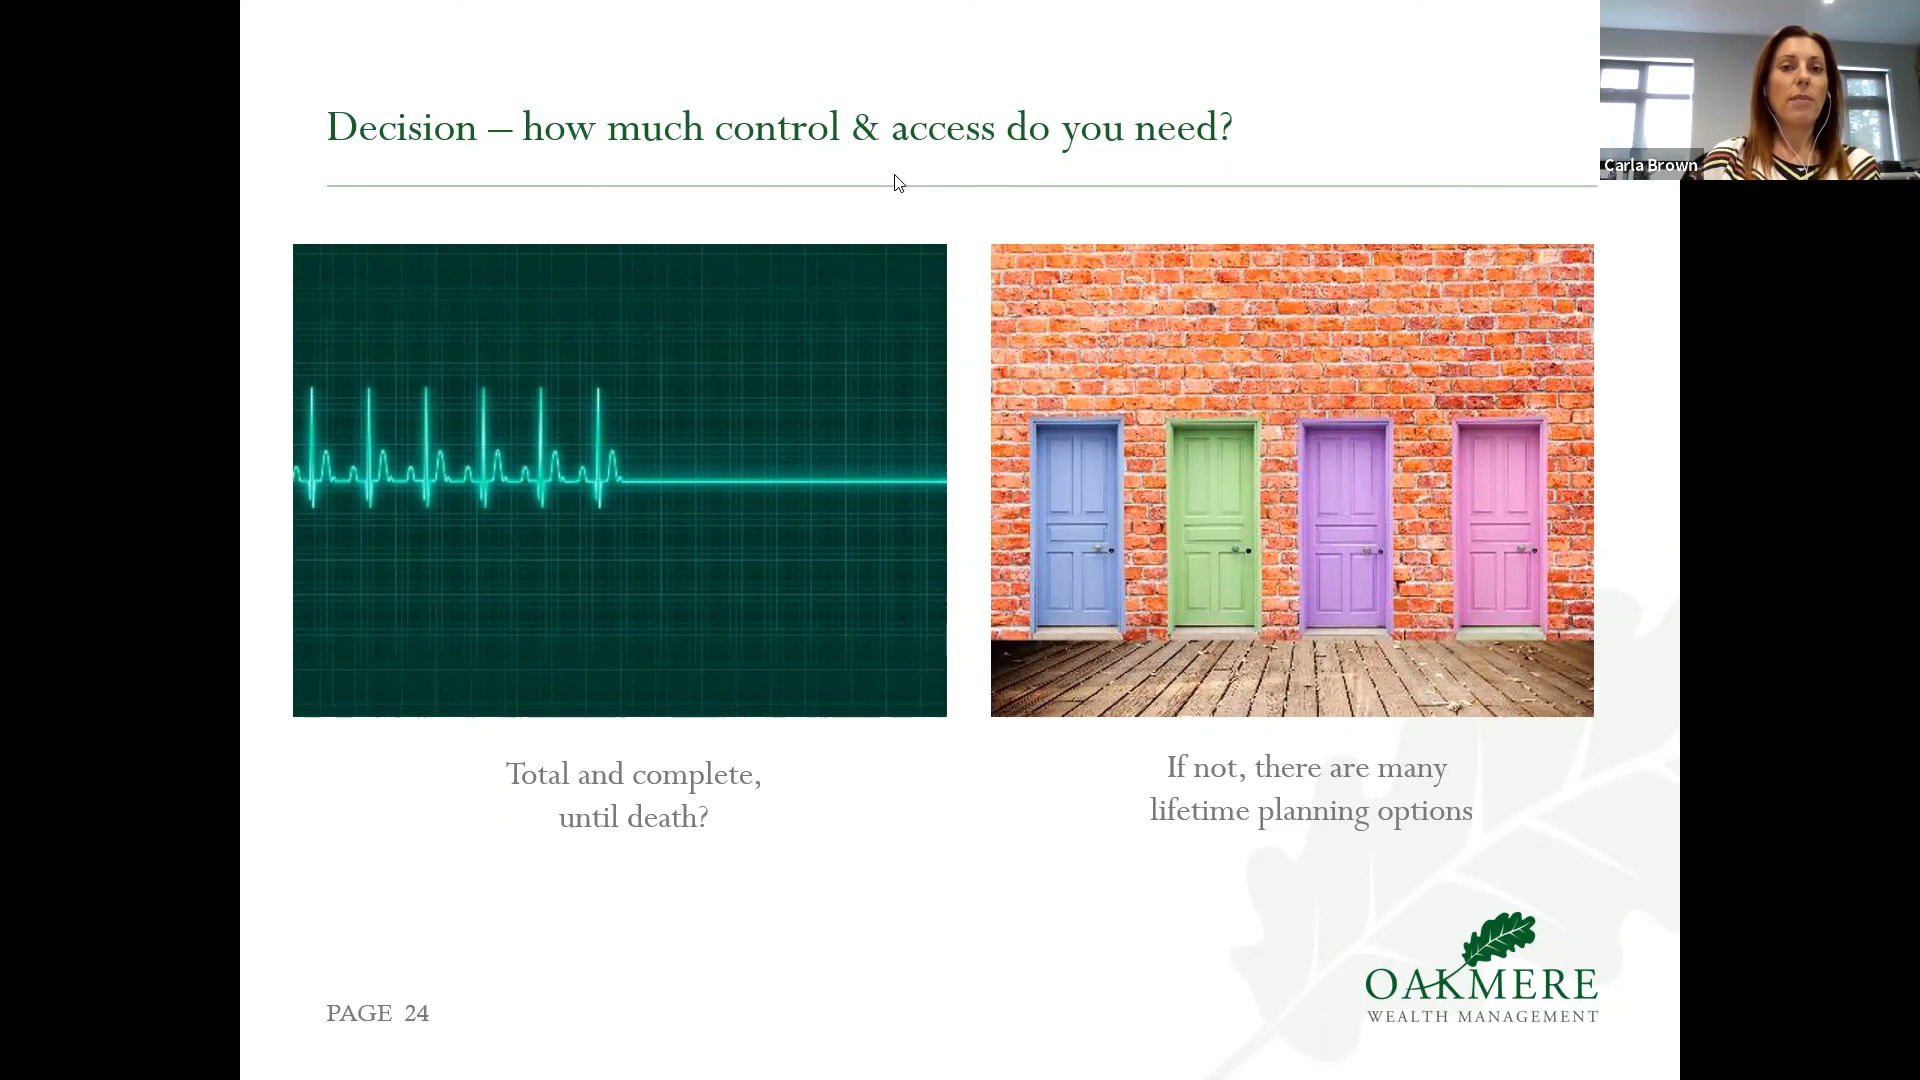 Decision – how much control & access do you need?
Carla Brown
Total and complete,
until death?
If not, there are many
lifetime planning options
PAGE 24
OAKMERE
WEALTH MANAGEMENT